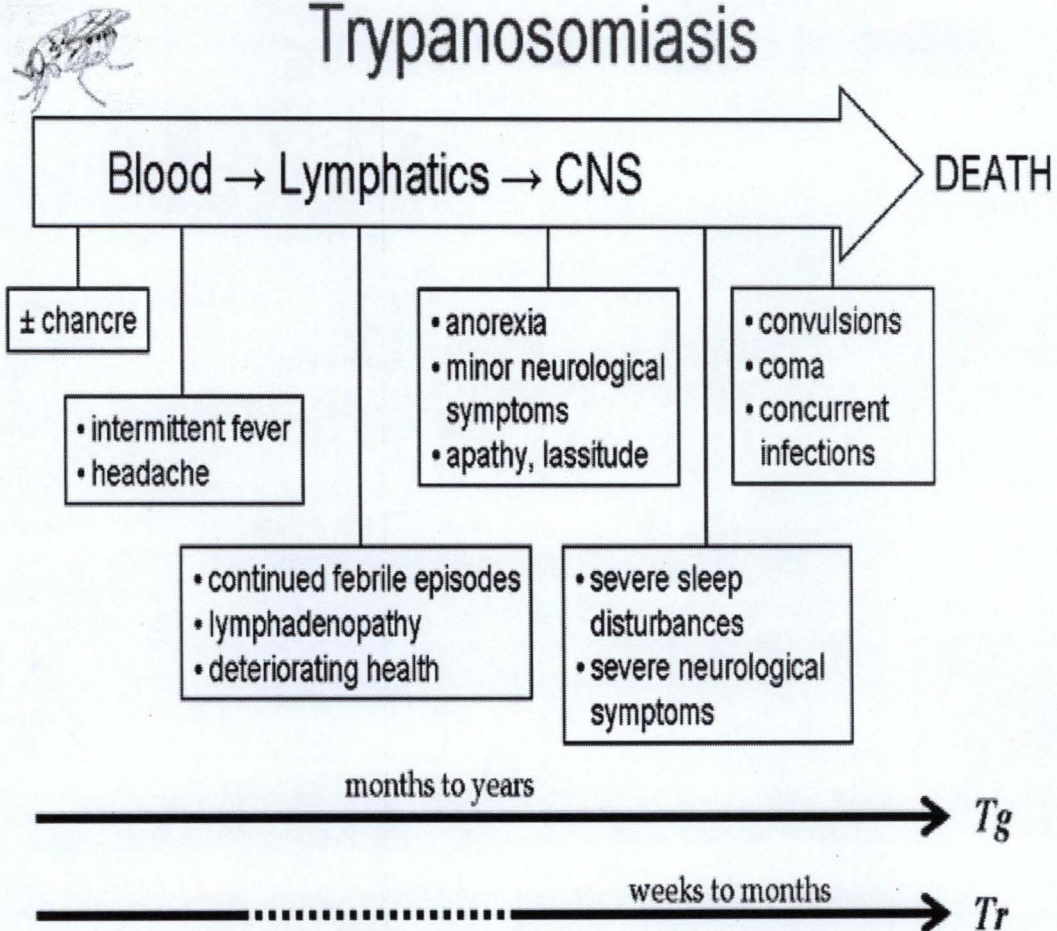 Trypanosomiasis
Blood → Lymphatics → CNS
DEATH
± chancre
• intermittent fever
• headache
• continued febrile episodes
• lymphadenopathy
• deteriorating health
• anorexia
• minor neurological
symptoms
• apathy, lassitude
• severe sleep
disturbances
• severe neurological
symptoms
• convulsions
• coma
• concurrent
infections
months to years
Tg
weeks to months
Tr